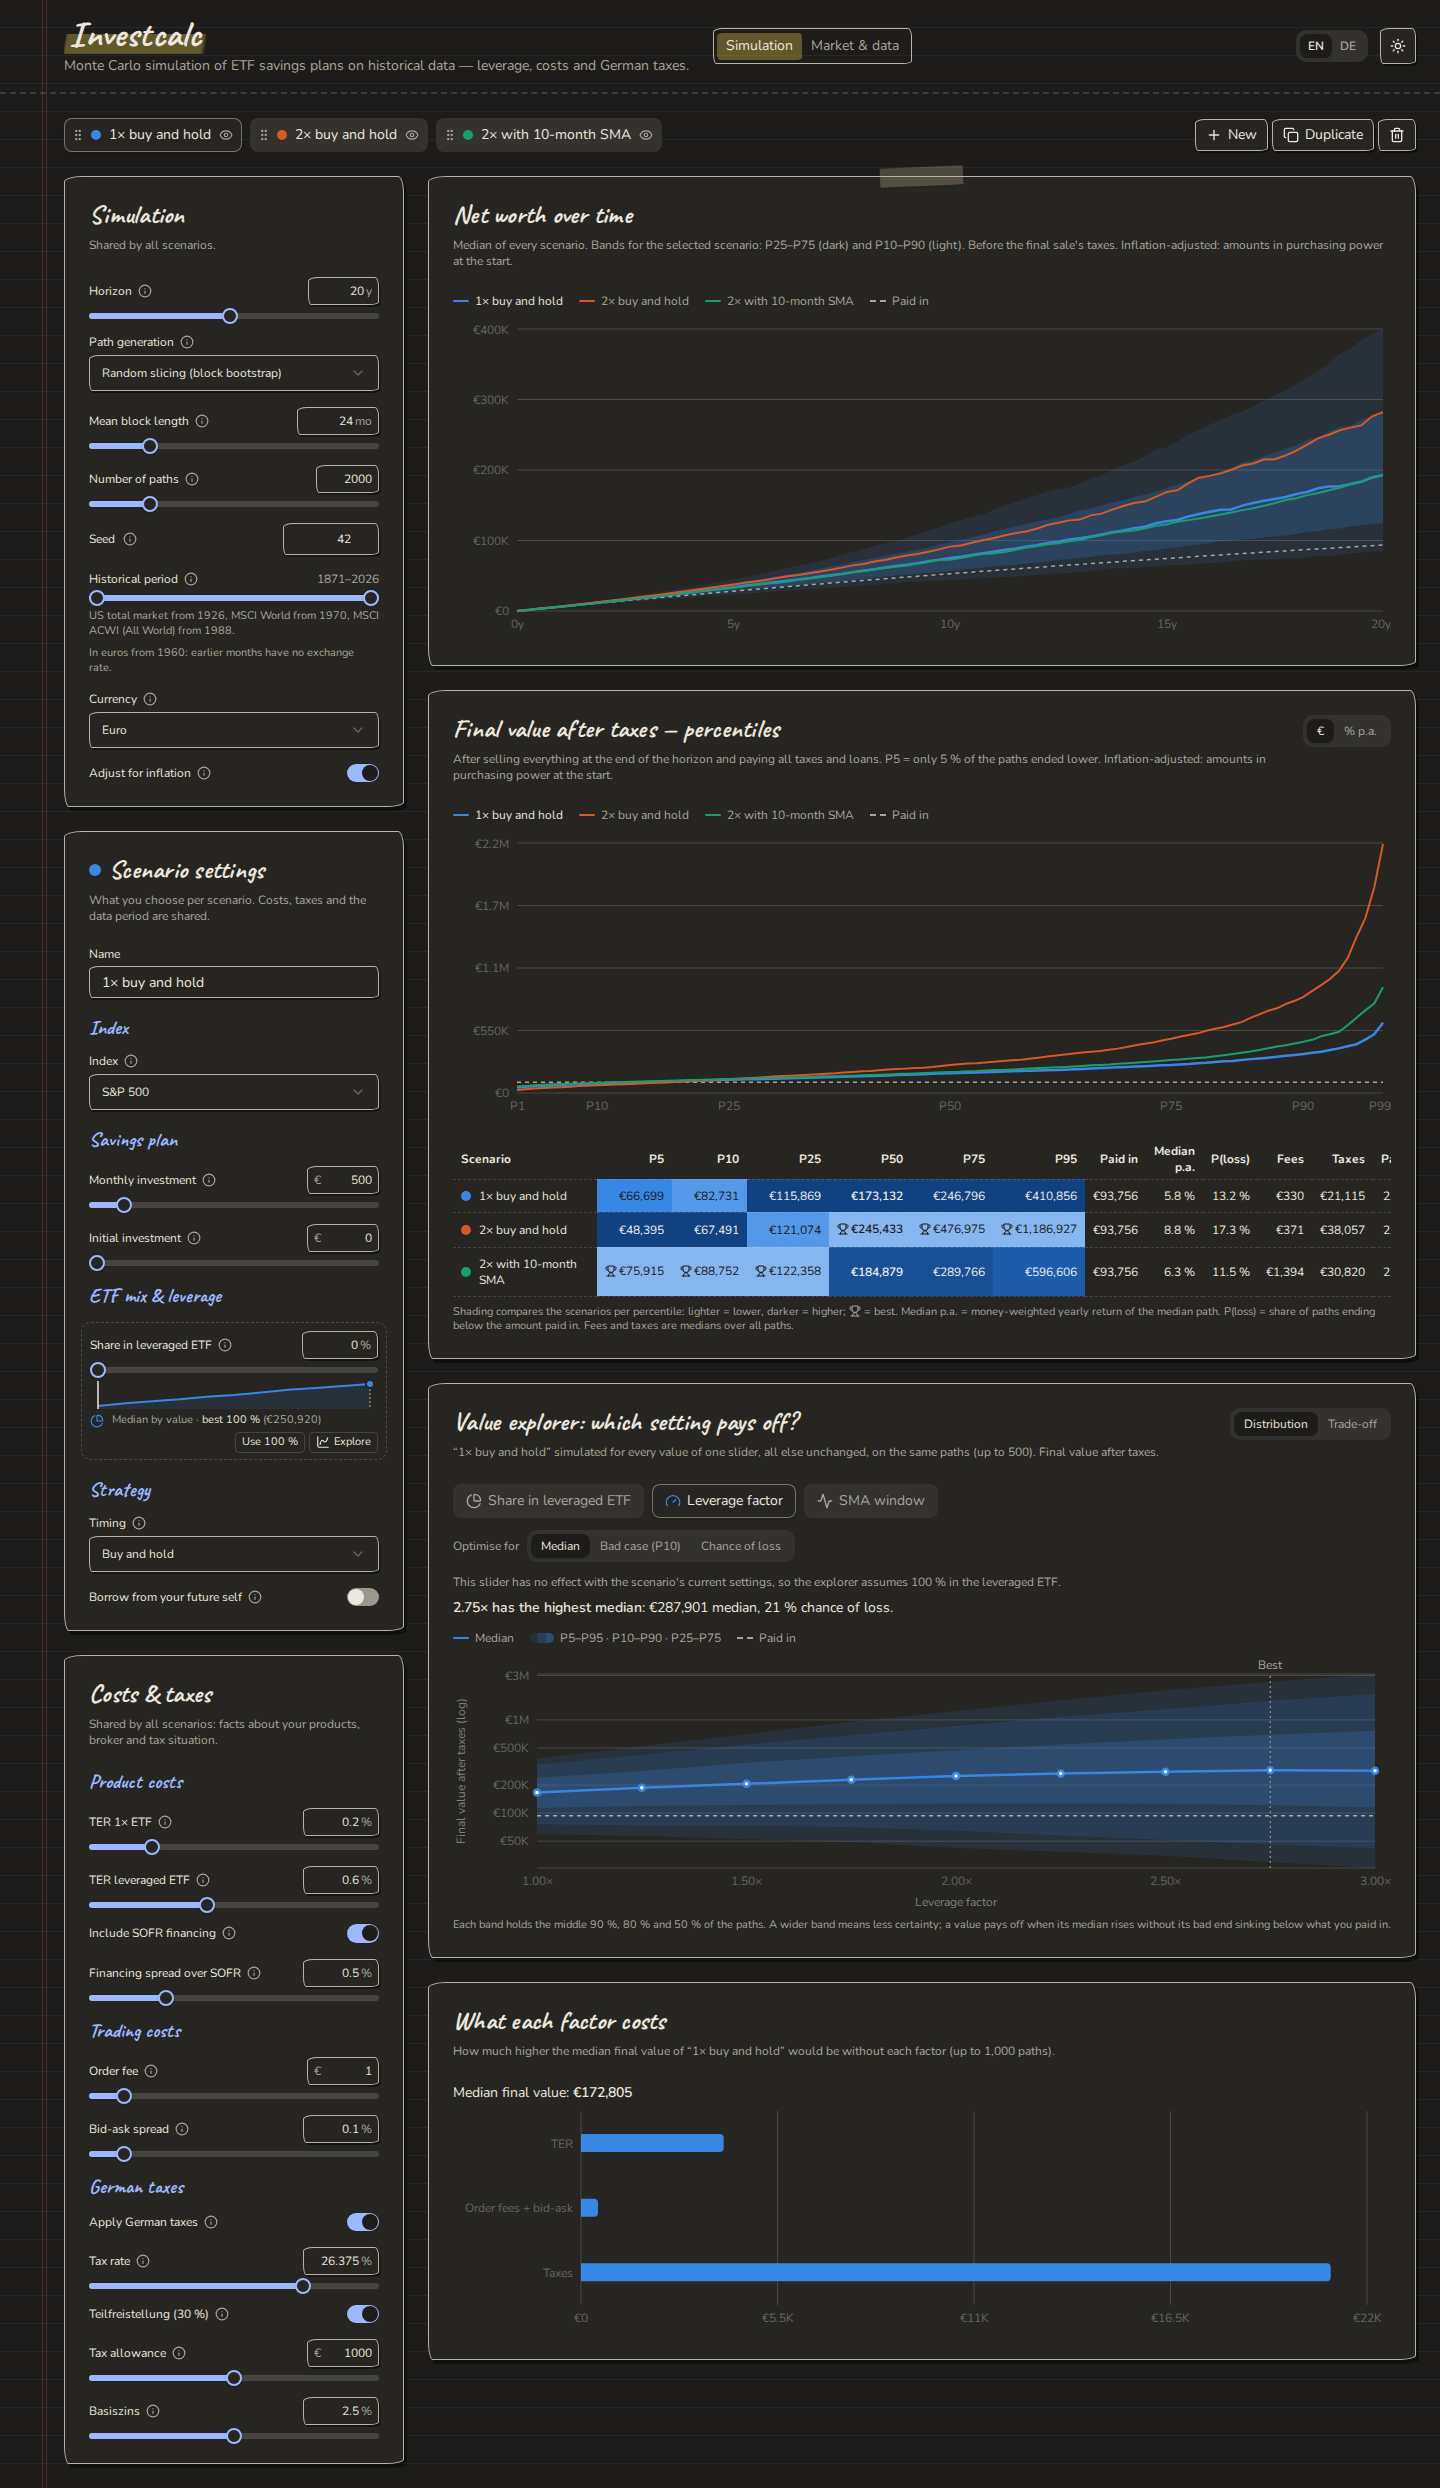 Investcalc
Monte Carlo simulation of ETF savings plans on historical data — leverage, costs and German taxes.
Simulation Market & data
EN DE
1× buy and hold
2× buy and hold
2× with 10-month SMA
New
Duplicate
Simulation
Shared by all scenarios.
Horizon 20 y
Path generation
Random slicing (block bootstrap)
Mean block length 24 mo
Number of paths 2000
Seed 42
Historical period 1871–2026
US total market from 1926, MSCI World from 1970, MSCI
ACWI (All World) from 1988.
In euros from 1960: earlier months have no exchange
rate.
Currency
Euro
Adjust for inflation
Scenario settings
What you choose per scenario. Costs, taxes and the
data period are shared.
Name
1× buy and hold
Index
Index
S&P 500
Savings plan
Monthly investment € 500
Initial investment € 0
ETF mix & leverage
Share in leveraged ETF 0 %
Median by value · best 100 % (€250,920)
Use 100 % Explore
Strategy
Timing
Buy and hold
Borrow from your future self
Costs & taxes
Shared by all scenarios: facts about your products,
broker and tax situation.
Product costs
TER 1× ETF 0.2 %
TER leveraged ETF 0.6 %
Include SOFR financing
Financing spread over SOFR 0.5 %
Trading costs
Order fee € 1
Bid-ask spread 0.1 %
German taxes
Apply German taxes
Tax rate 26.375 %
Teilfreistellung (30 %)
Tax allowance € 1000
Basiszins 2.5 %
Net worth over time
Median of every scenario. Bands for the selected scenario: P25–P75 (dark) and P10–P90 (light). Before the final sale's taxes. Inflation-adjusted: amounts in purchasing power
at the start.
1× buy and hold 2× buy and hold 2× with 10-month SMA Paid in
€400K
€300K
€200K
€100K
€0
0y 5y 10y 15y 20y
Final value after taxes — percentiles
€ % p.a.
After selling everything at the end of the horizon and paying all taxes and loans. P5 = only 5 % of the paths ended lower. Inflation-adjusted: amounts in
purchasing power at the start.
1× buy and hold 2× buy and hold 2× with 10-month SMA Paid in
€2.2M
€1.7M
€1.1M
€550K
€0
P1 P10 P25 P50 P75 P90 P99
Scenario P5 P10 P25 P50 P75 P95 Paid in Median p.a. P(loss) Fees Taxes Pa
1× buy and hold €66,699 €82,731 €115,869 €173,132 €246,796 €410,856 €93,756 5.8 % 13.2 % €330 €21,115 2
2× buy and hold €48,395 €67,491 €121,074 €245,433 €476,975 €1,186,927 €93,756 8.8 % 17.3 % €371 €38,057 2
2× with 10-month SMA €75,915 €88,752 €122,358 €184,879 €289,766 €596,606 €93,756 6.3 % 11.5 % €1,394 €30,820 2
Shading compares the scenarios per percentile: lighter = lower, darker = higher; = best. Median p.a. = money-weighted yearly return of the median path. P(loss) = share of paths ending
below the amount paid in. Fees and taxes are medians over all paths.
Value explorer: which setting pays off?
Distribution Trade-off
“1× buy and hold” simulated for every value of one slider, all else unchanged, on the same paths (up to 500). Final value after taxes.
Share in leveraged ETF Leverage factor SMA window
Optimise for Median Bad case (P10) Chance of loss
This slider has no effect with the scenario's current settings, so the explorer assumes 100 % in the leveraged ETF.
2.75× has the highest median: €287,901 median, 21 % chance of loss.
Median P5–P95 · P10–P90 · P25–P75 Paid in
Best
Final value after taxes (log)
€3M
€1M
€500K
€200K
€100K
€50K
1.00× 1.50× 2.00× 2.50× 3.00×
Leverage factor
Each band holds the middle 90 %, 80 % and 50 % of the paths. A wider band means less certainty; a value pays off when its median rises without its bad end sinking below what you paid in.
What each factor costs
How much higher the median final value of “1× buy and hold” would be without each factor (up to 1,000 paths).
Median final value: €172,805
TER
Order fees + bid-ask
Taxes
€0 €5.5K €11K €16.5K €22K